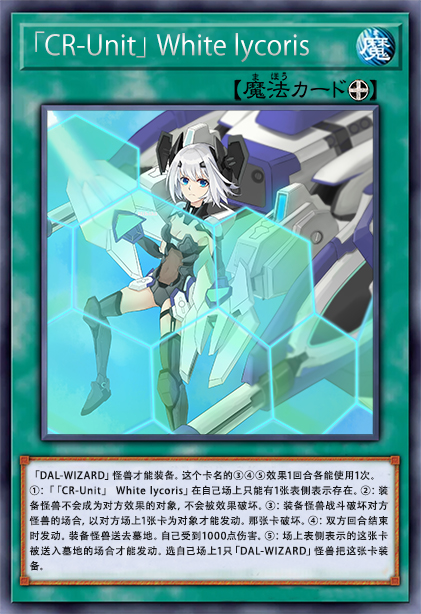 「CR-Unit」 White lycoris
魔
【魔法カード】
ま ほう
「DAL-WIZARD」怪兽才能装备。这个卡名的③④⑤效果1回合各能使用1次。
①：「「CR-Unit」 White lycoris」在自己场上只能有1张表侧表示存在。②：装
备怪兽不会成为对方效果的对象，不会被效果破坏。③：装备怪兽战斗破坏对方
怪兽的场合，以对方场上1张卡为对象才能发动。那张卡破坏。④：双方回合结束
时发动。装备怪兽送去墓地。自己受到1000点伤害。⑤：场上表侧表示的这张卡
被送入墓地的场合才能发动。选自己场上1只「DAL-WIZARD」怪兽把这张卡装
备。